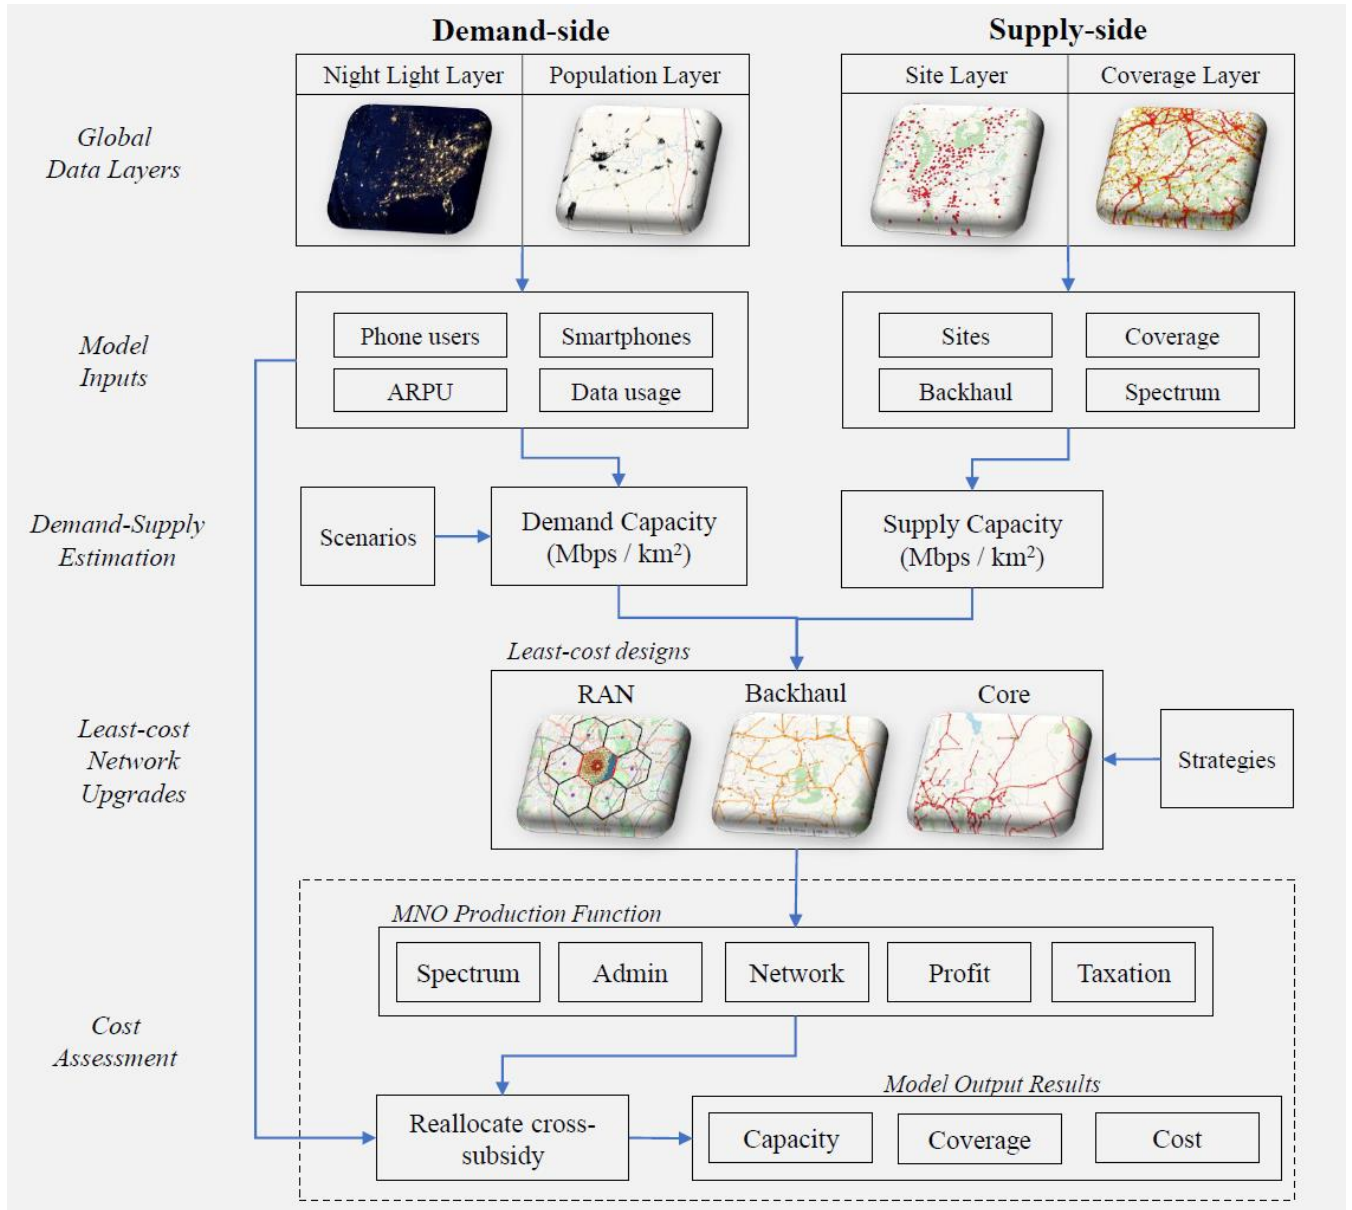 Demand-side
Supply-side
Night Light Layer
Population Layer
Site Layer
Coverage Layer
Global
Data Layers
Model
Inputs
Phone users
Smartphones
ARPU
Data usage
Sites
Coverage
Backhaul
Spectrum
Demand-Supply
Estimation
Scenarios
Demand Capacity
(Mbps / km²)
Supply Capacity
(Mbps / km²)
Least-cost
Network
Upgrades
Least-cost designs
RAN
Backhaul
Core
Strategies
Cost
Assessment
MNO Production Function
Spectrum
Admin
Network
Profit
Taxation
Reallocate cross-
subsidy
Model Output Results
Capacity
Coverage
Cost